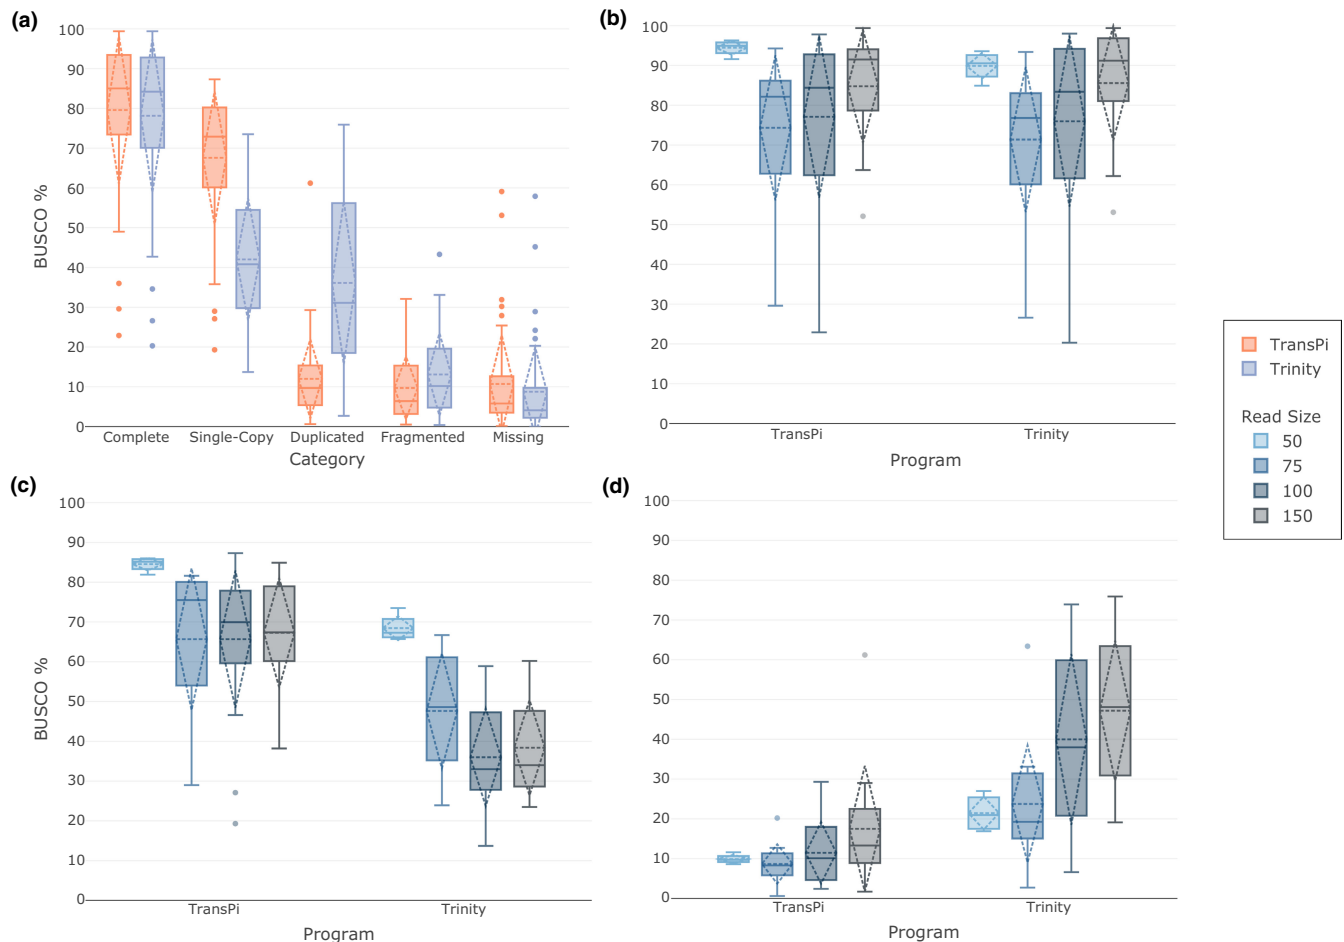 (a)
BUSCO %
100
90
80
70
60
50
40
30
20
10
0
Complete Single-Copy Duplicated Fragmented Missing
Category
(b)
100
90
80
70
60
50
40
30
20
10
0
TransPi Trinity
Program
TransPi
Trinity
Read Size
50
75
100
150
(c)
BUSCO %
100
90
80
70
60
50
40
30
20
10
0
TransPi Trinity
Program
(d)
100
90
80
70
60
50
40
30
20
10
0
TransPi Trinity
Program